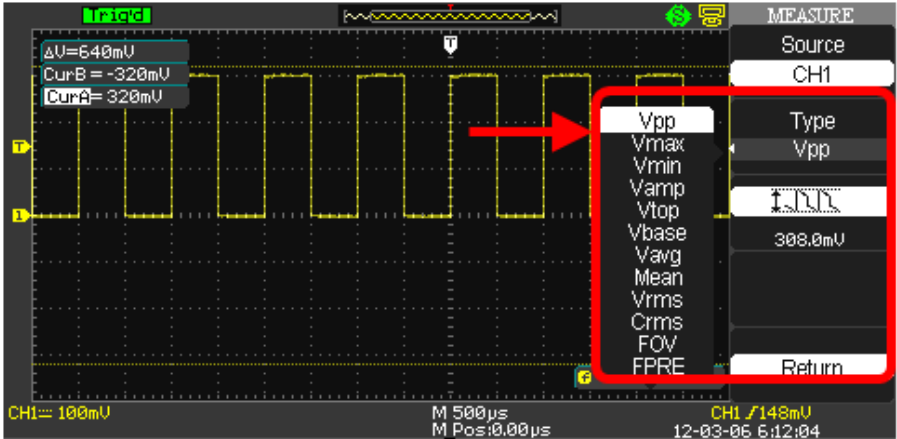 Trig'd
MEASURE
T
ΔV=640mV
CurB=-320mV
CurA=320mV
Source
CH1
Type
Vpp
308.0mV
Return
Vpp
Vmax
Vmin
Vamp
Vtop
Vbase
Vavg
Mean
Vrms
Crms
FOV
FPRE
T
1
f
CH1 100mV
M 500μs
M Pos:0.00μs
CH1 148mV
12-03-06 6:12:04